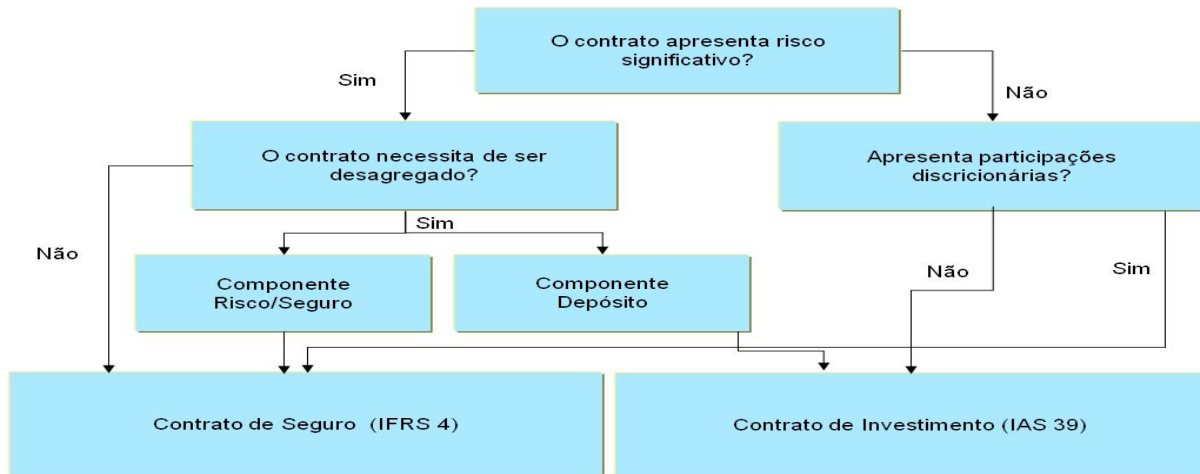 O contrato apresenta risco
significativo?
Sim
Não
O contrato necessita de ser
desagregado?
Apresenta participações
discricionárias?
Sim
Não
Não
Sim
Componente
Risco/Seguro
Componente
Depósito
Contrato de Seguro (IFRS 4)
Contrato de Investimento (IAS 39)